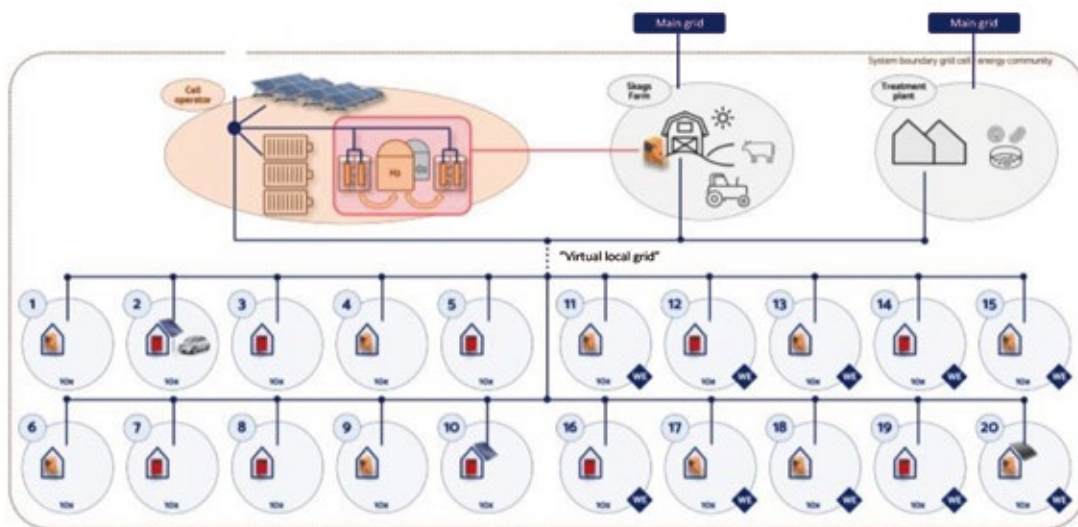 Main grid
Main grid
System boundary grid cell, energy community
Cell
operator
Skags
Farm
Treatment
plant
"Virtual local grid"
1
2
3
4
5
11
12
13
14
15
10x
10x
10x
10x
10x
10x
WE
10x
WE
10x
WE
10x
WE
10x
WE
6
7
8
9
10
16
17
18
19
20
10x
10x
10x
10x
10x
10x
WE
10x
WE
10x
WE
10x
WE
10x
WE